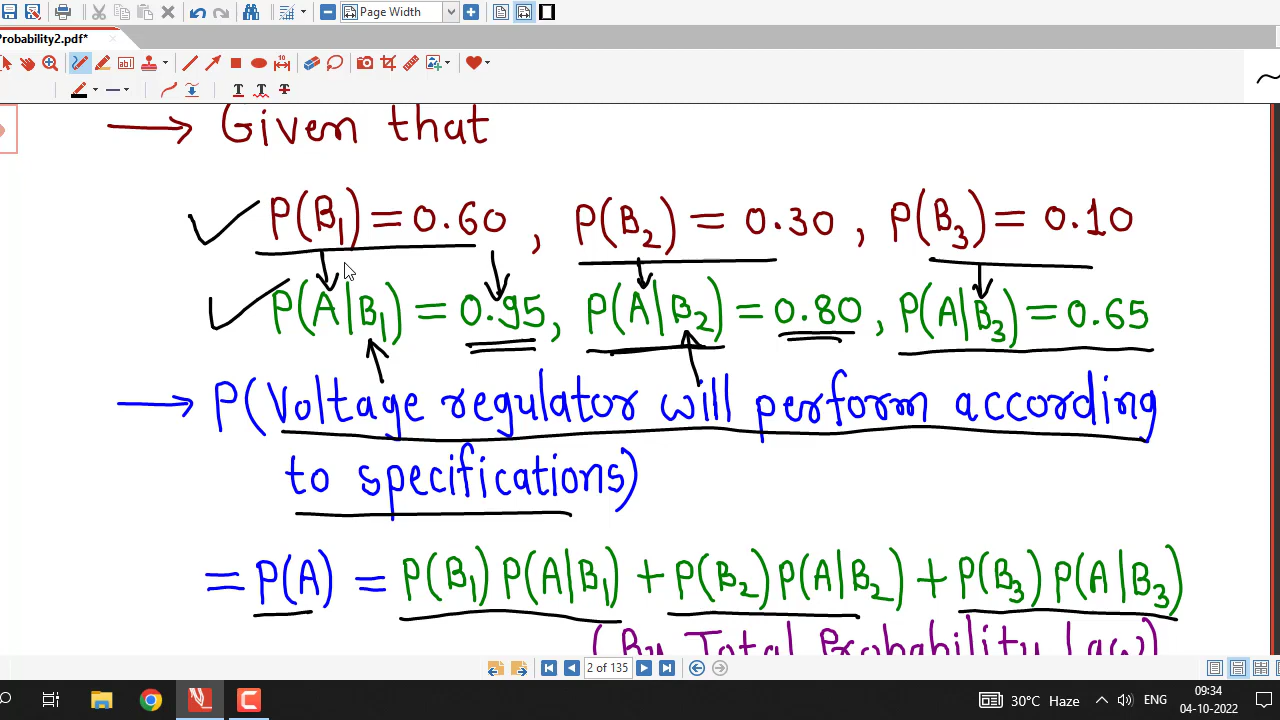 Page Width
Probability2.pdf*
→ Given that
P(B₁) = 0.60 , P(B₂) = 0.30 , P(B₃) = 0.10
P(A|B₁) = 0.95, P(A|B₂) = 0.80, P(A|B₃) = 0.65
→ P(Voltage regulator will perform according
to specifications)
= P(A) = P(B₁) P(A|B₁) + P(B₂) P(A|B₂) + P(B₃) P(A|B₃)
(By Total Probability Law)
2 of 135
30°C Haze ENG 09:34
04-10-2022